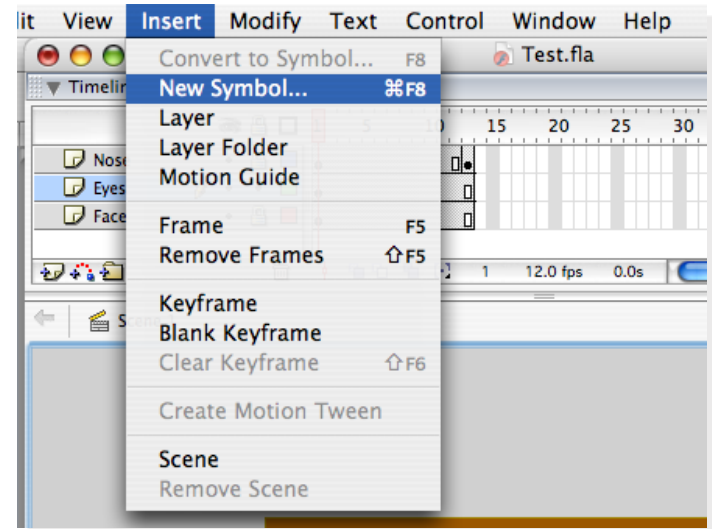 it View Insert Modify Text Control Window Help
Test.fla
Convert to Symbol... F8
New Symbol... ⌘F8
Layer
Layer Folder
Motion Guide
Frame F5
Remove Frames ⇧F5
Keyframe
Blank Keyframe
Clear Keyframe ⇧F6
Create Motion Tween
Scene
Remove Scene
Timelin
5 15 20 25 30
Nose
Eyes
Face
1 12.0 fps 0.0s